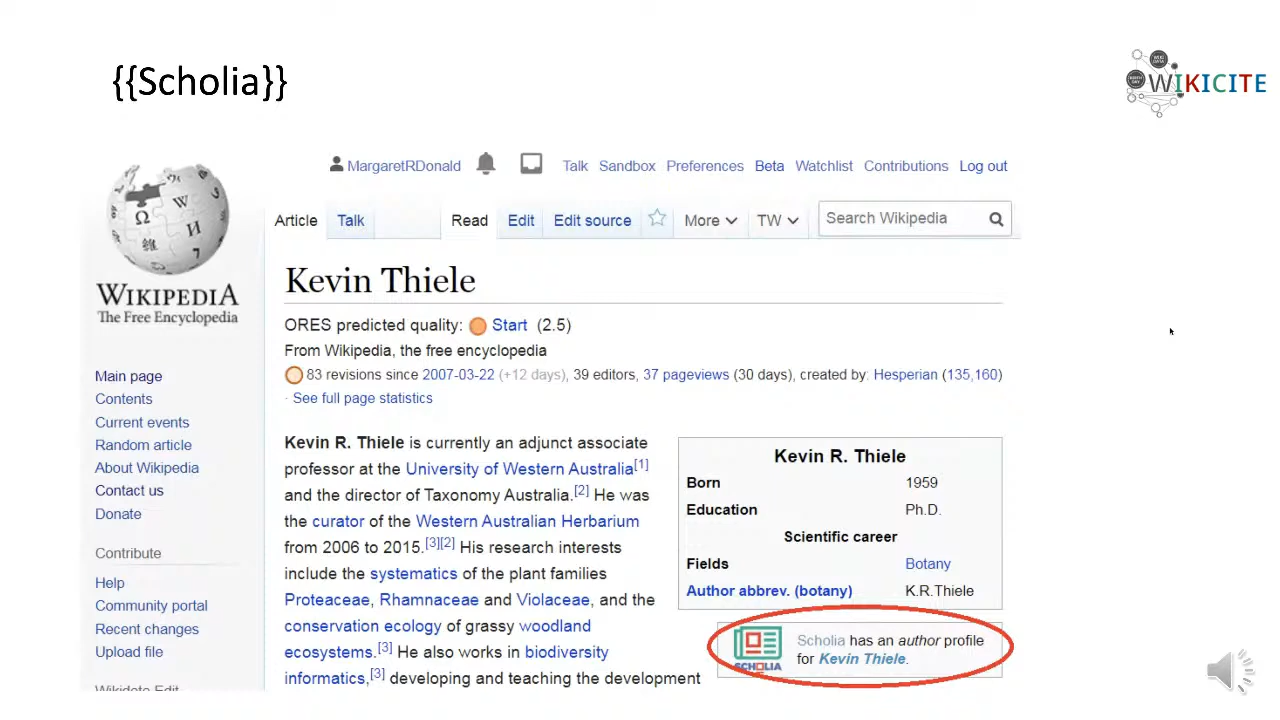 {{Scholia}}
WIKICITE
MargaretRDonald Talk Sandbox Preferences Beta Watchlist Contributions Log out
Article Talk Read Edit Edit source More TW Search Wikipedia
WIKIPEDIA
The Free Encyclopedia
Main page
Contents
Current events
Random article
About Wikipedia
Contact us
Donate
Contribute
Help
Community portal
Recent changes
Upload file
Wikidata Edit
Kevin Thiele
ORES predicted quality: Start (2.5)
From Wikipedia, the free encyclopedia
83 revisions since 2007-03-22 (+12 days), 39 editors, 37 pageviews (30 days), created by: Hesperian (135,160)
· See full page statistics
Kevin R. Thiele is currently an adjunct associate
professor at the University of Western Australia[1]
and the director of Taxonomy Australia.[2] He was
the curator of the Western Australian Herbarium
from 2006 to 2015.[3][2] His research interests
include the systematics of the plant families
Proteaceae, Rhamnaceae and Violaceae, and the
conservation ecology of grassy woodland
ecosystems.[3] He also works in biodiversity
informatics,[3] developing and teaching the development
Kevin R. Thiele
Born 1959
Education Ph.D.
Scientific career
Fields Botany
Author abbrev. (botany) K.R.Thiele
SCHOLIA
Scholia has an author profile
for Kevin Thiele.